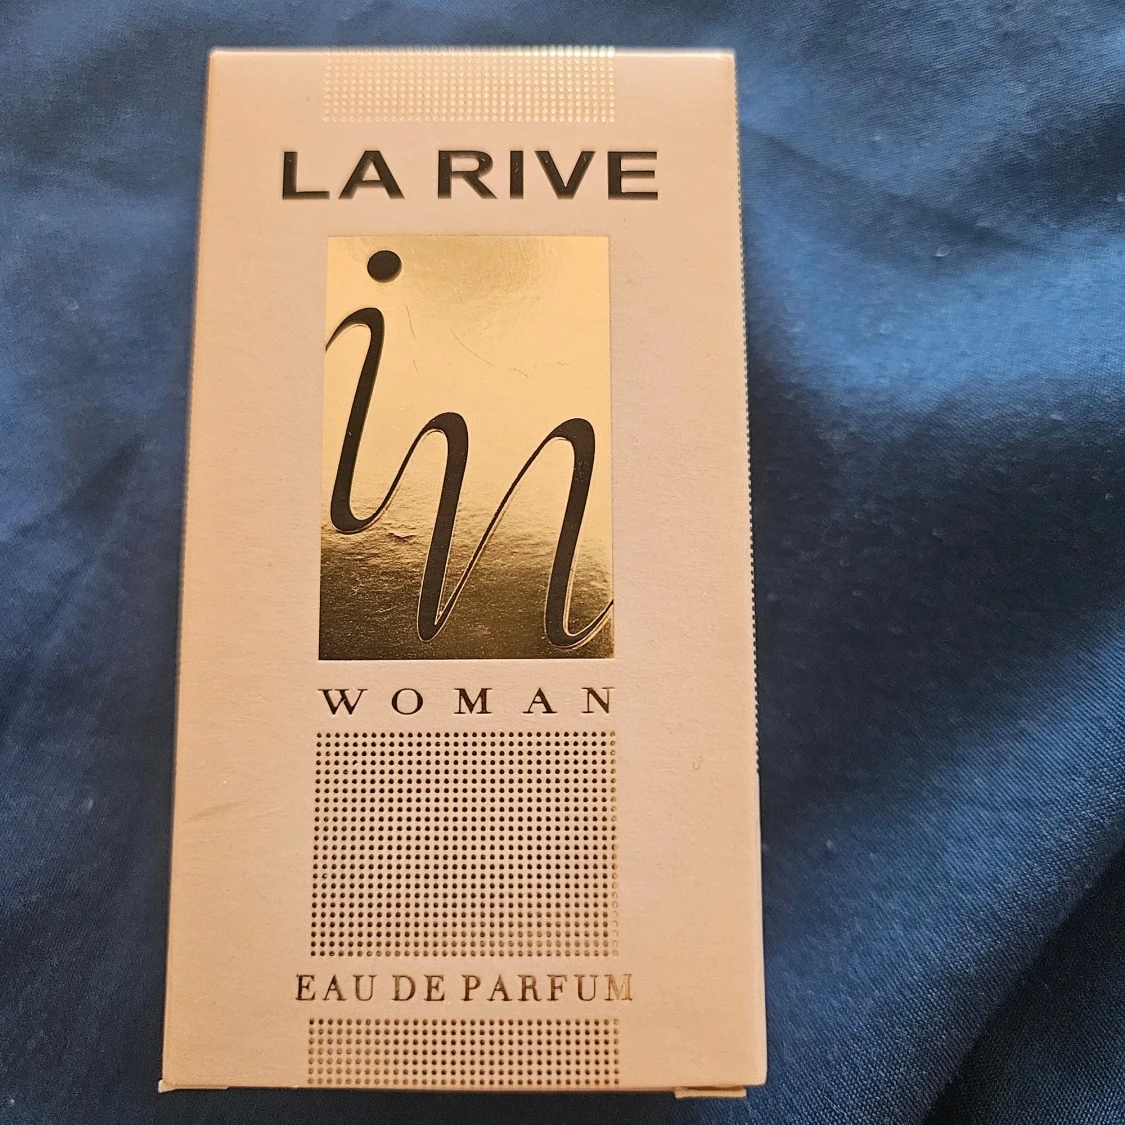 LA RIVE
in
WOMAN
EAU DE PARFUM